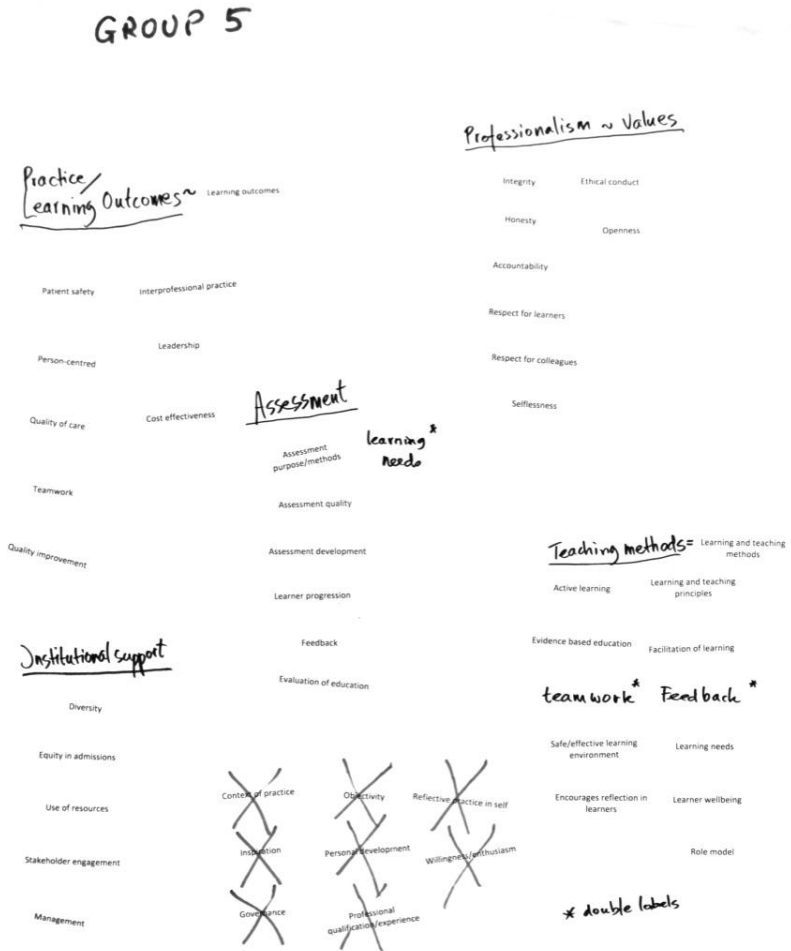 GROUP 5
Professionalism ~ Values
Integrity
Ethical conduct
Honesty
Openness
Accountability
Respect for learners
Respect for colleagues
Selflessness
Practice/
Learning Outcomes ~ Learning outcomes
Patient safety
Interprofessional practice
Person-centred
Leadership
Quality of care
Cost effectiveness
Teamwork
Quality improvement
Assessment
Assessment
purpose/methods
learning *
needs
Assessment quality
Assessment development
Learner progression
Feedback
Evaluation of education
Teaching methods = Learning and teaching
methods
Active learning
Learning and teaching
principles
Evidence based education
Facilitation of learning
teamwork *
Feedback *
Safe/effective learning
environment
Learning needs
Encourages reflection in
learners
Learner wellbeing
Role model
Institutional support
Diversity
Equity in admissions
Use of resources
Stakeholder engagement
Management
Context of practice
Objectivity
Reflective practice in self
Inspiration
Personal development
Willingness/enthusiasm
Governance
Professional
qualification/experience
* double labels